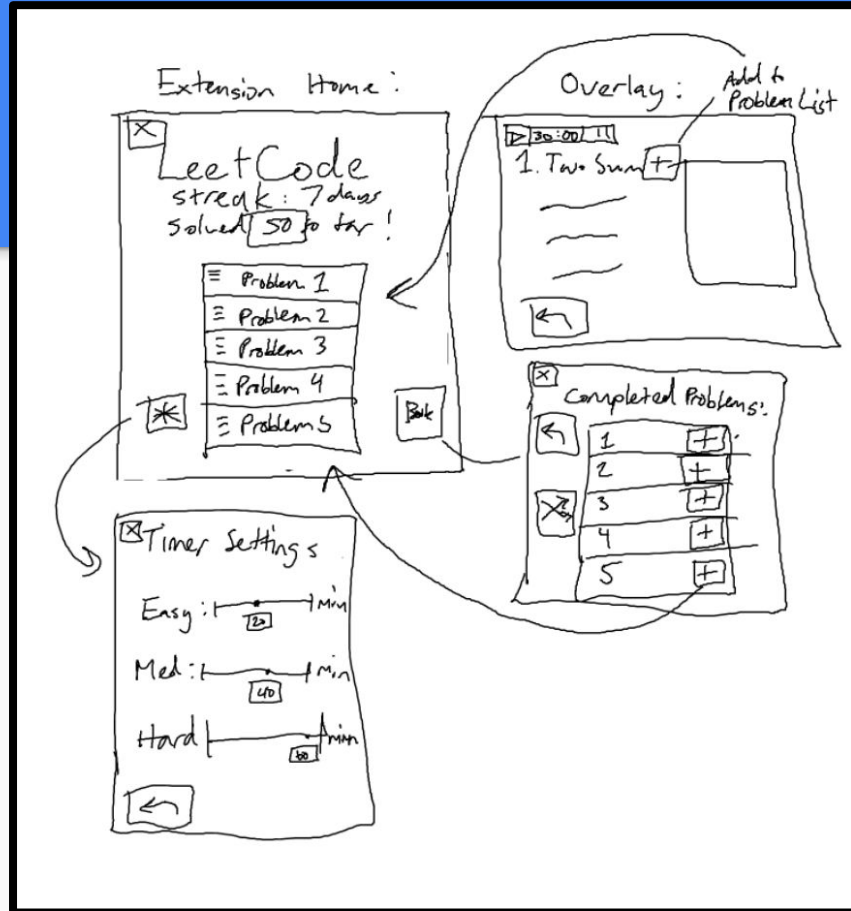 Extension Home:
X
LeetCode
streak: 7 days
Solved 50 so far!
Problem 1
Problem 2
Problem 3
Problem 4
Problem 5
Overlay:
Add to
Problem List
30:00
1. Two Sum +
X
Completed Problems:
1 +
2 +
3 +
4 +
5 +
X Timer Settings
Easy: min
20
Med: min
40
Hard min
60